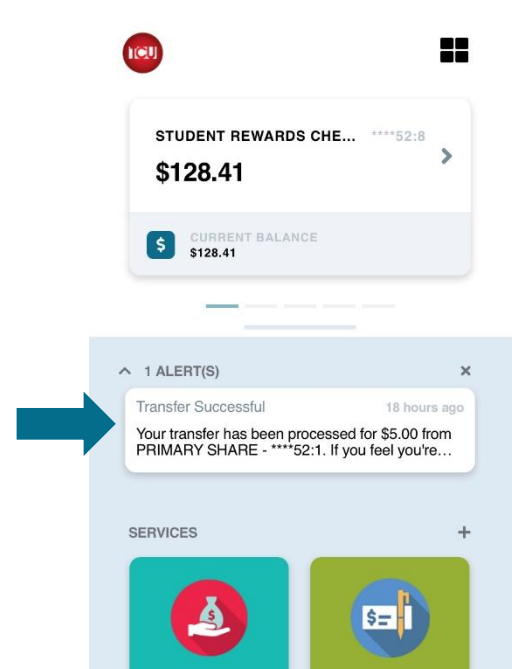 TCU
STUDENT REWARDS CHE... ****52:8
$128.41
CURRENT BALANCE
$128.41
1 ALERT(S)
Transfer Successful 18 hours ago
Your transfer has been processed for $5.00 from
PRIMARY SHARE - ****52:1. If you feel you're...
SERVICES